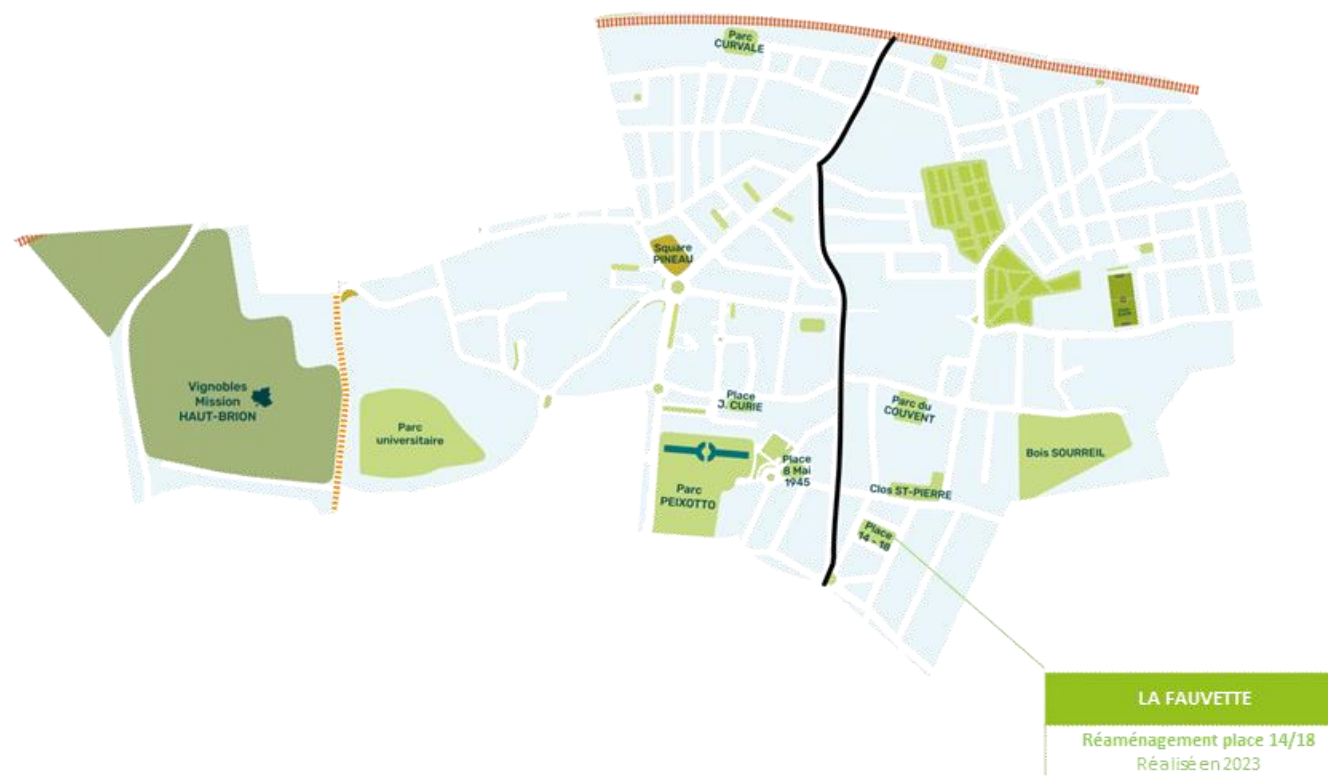 Parc
CURVALE
Square
PINEAU
Vignobles
Mission
HAUT-BRION
Parc
universitaire
Place
J. CURIE
Parc du
COUVENT
Bois SOURREIL
Place
8 Mai
1945
Parc
PEIXOTTO
Clos ST-PIERRE
Place
14 - 18
LA FAUVETTE
Réaménagement place 14/18
Réalisé en 2023